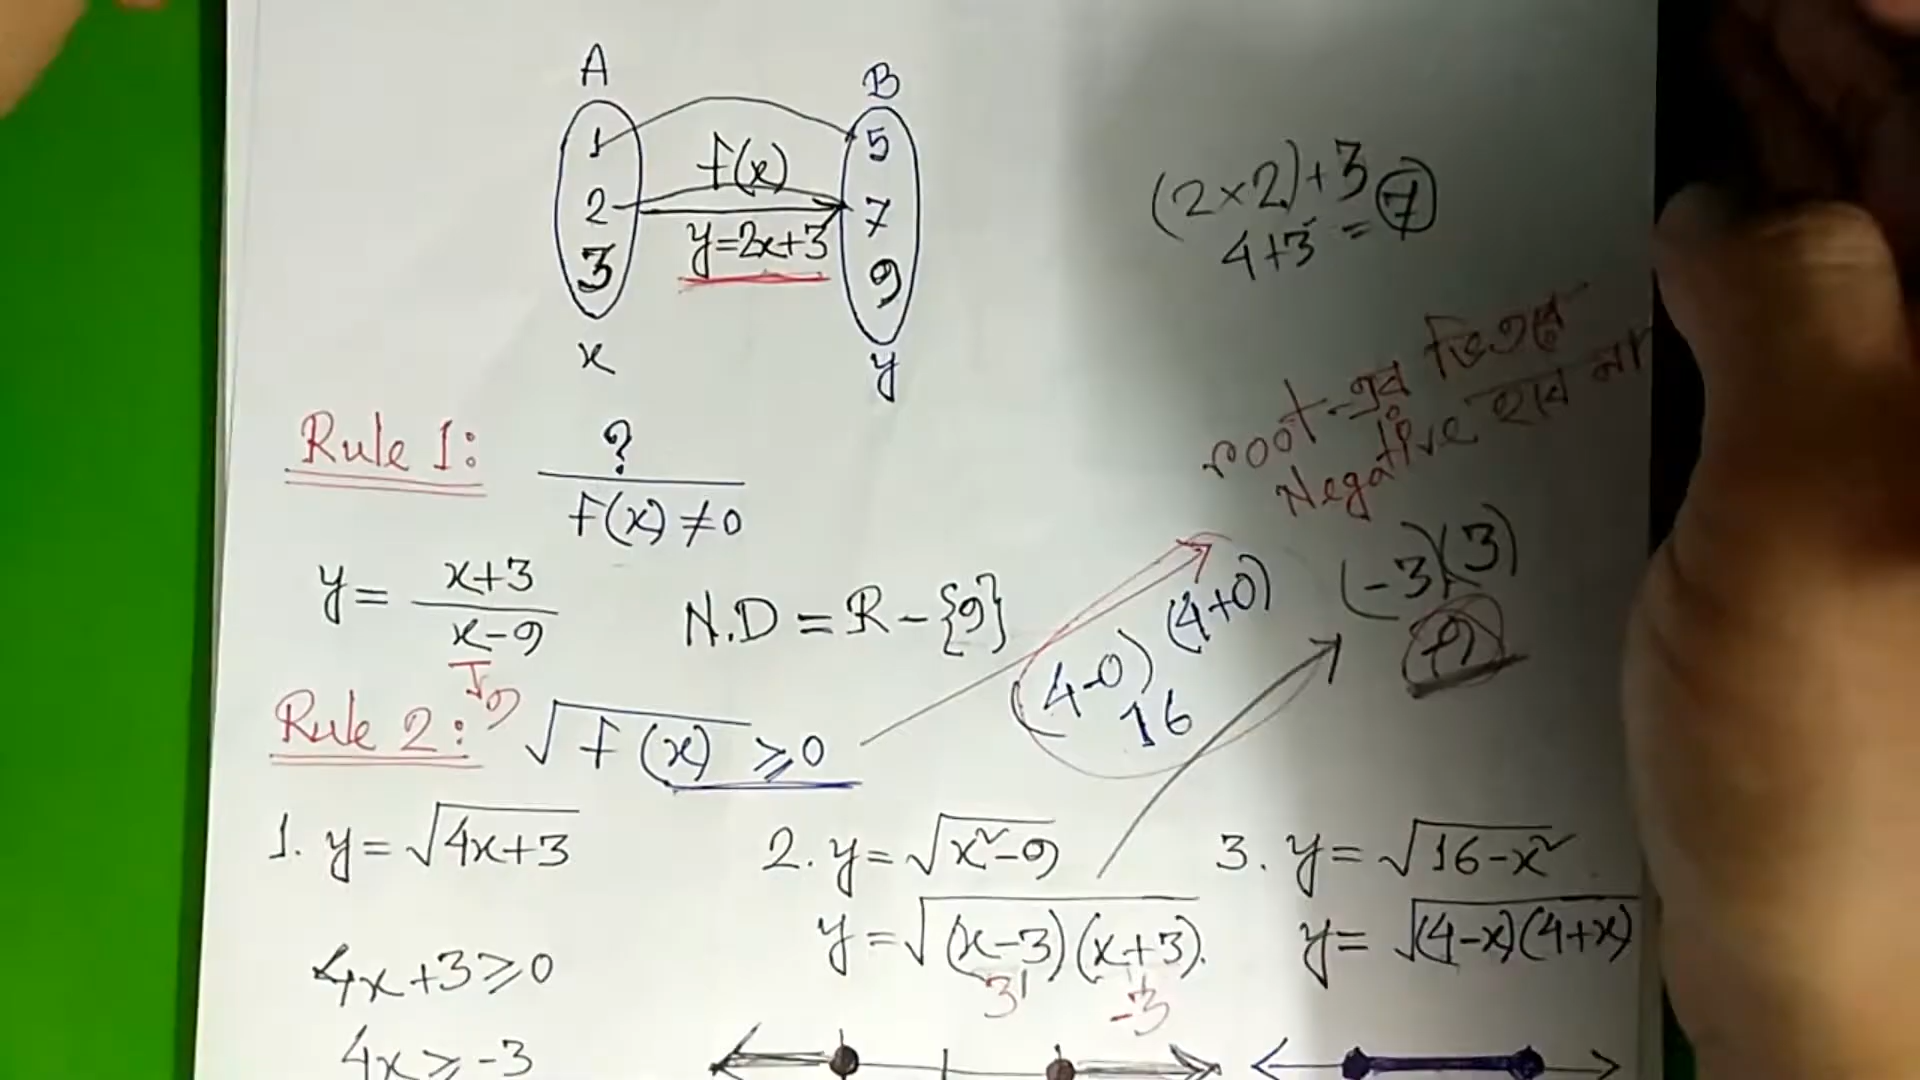 A B
1 5
f(x)
2 7
y=2x+3
3 9
x y
(2×2)+3
4+3 = 7
root-এর ভিতরে
Negative হবে না
Rule 1: ?
f(x) ≠ 0
y = x+3 / x-9
9
N.D = R - {9}
(4-0) (4+0)
16
(-3)(3)
Rule 2: √f(x) ≥ 0
1. y = √4x+3
4x+3 ≥ 0
4x ≥ -3
2. y = √x²-9
y = √(x-3)(x+3).
3 -3
3. y = √16-x²
y = √(4-x)(4+x)